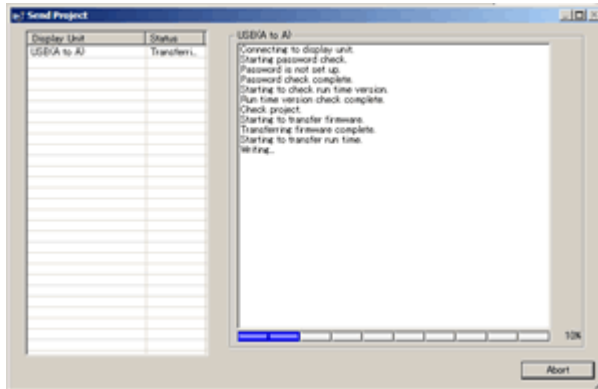 Send Project
Display Unit Status
USB(A to A) Transferri..
USB(A to A)
Connecting to display unit.
Starting password check.
Password is not set up.
Password check complete.
Starting to check run time version.
Run time version check complete.
Check project.
Starting to transfer firmware.
Transferring firmware complete.
Starting to transfer run time.
Writing..
10%
Abort